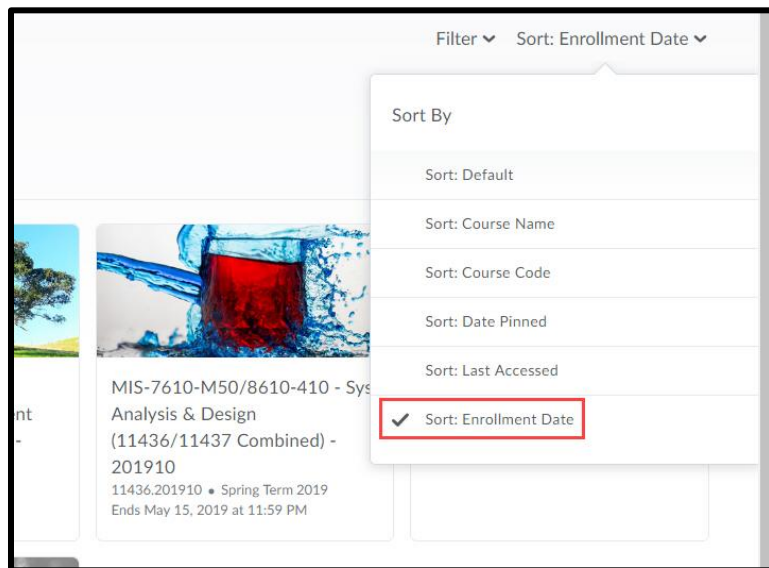 Filter Sort: Enrollment Date
Sort By
Sort: Default
Sort: Course Name
Sort: Course Code
Sort: Date Pinned
Sort: Last Accessed
Sort: Enrollment Date
nt
-
MIS-7610-M50/8610-410 - Sys
Analysis & Design
(11436/11437 Combined) -
201910
11436.201910 • Spring Term 2019
Ends May 15, 2019 at 11:59 PM